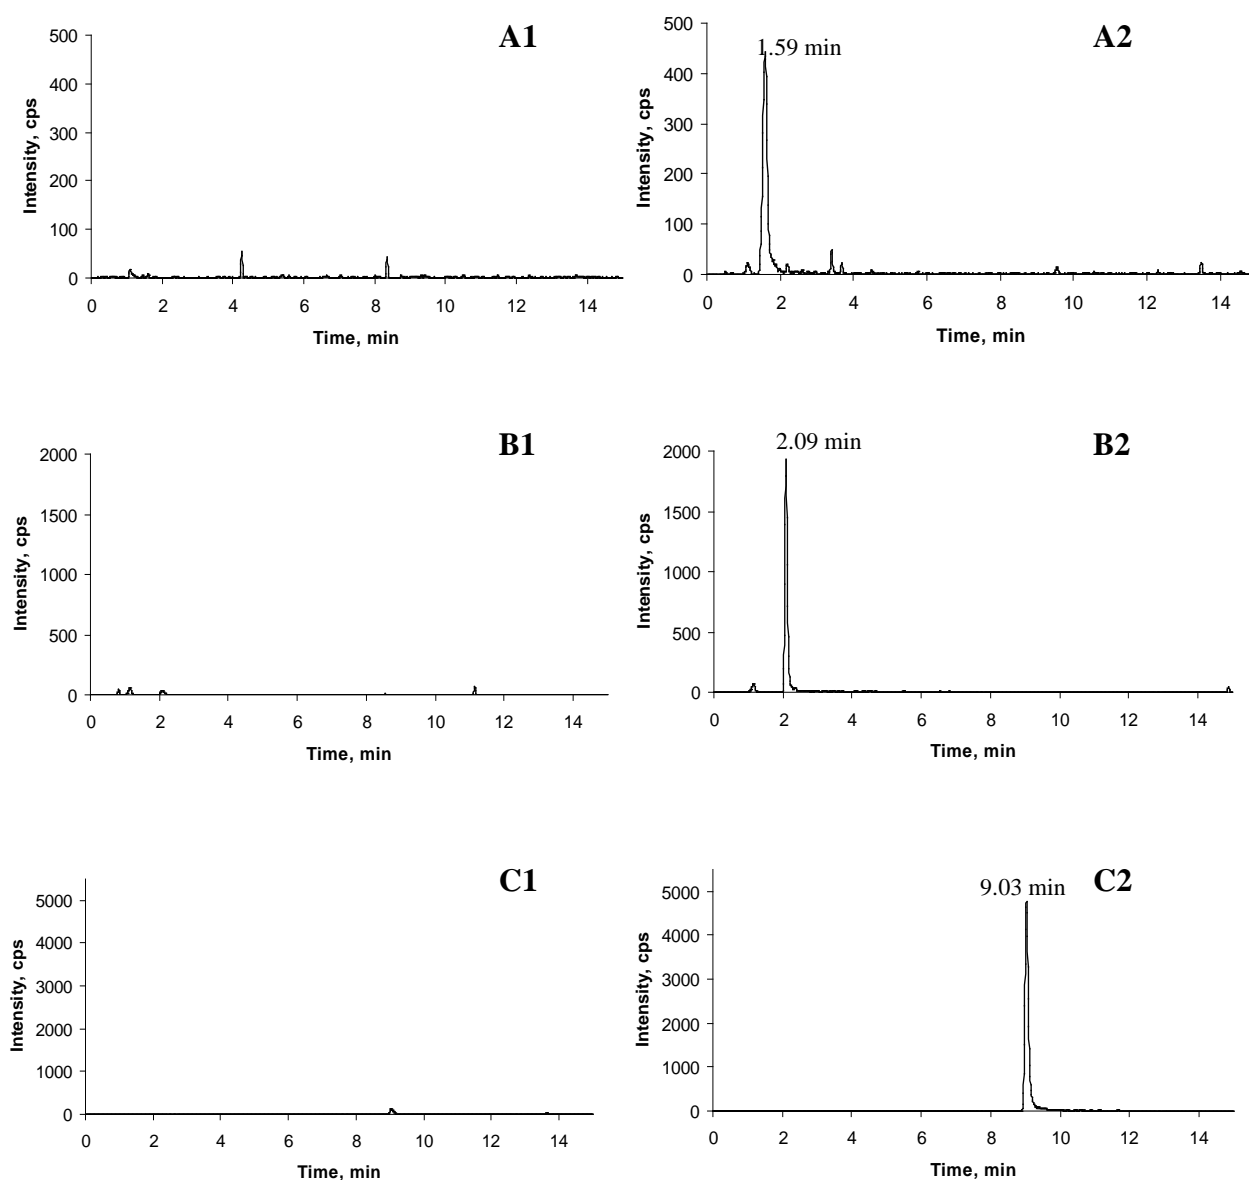 A1
500
400
300
200
100
0
Intensity, cps
0 2 4 6 8 10 12 14
Time, min
A2
1.59 min
500
400
300
200
100
0
Intensity, cps
0 2 4 6 8 10 12 14
Time, min
B1
2000
1500
1000
500
0
Intensity, cps
0 2 4 6 8 10 12 14
Time, min
B2
2.09 min
2000
1500
1000
500
0
Intensity, cps
0 2 4 6 8 10 12 14
Time, min
C1
5000
4000
3000
2000
1000
0
Intensity, cps
0 2 4 6 8 10 12 14
Time, min
C2
9.03 min
5000
4000
3000
2000
1000
0
Intensity, cps
0 2 4 6 8 10 12 14
Time, min